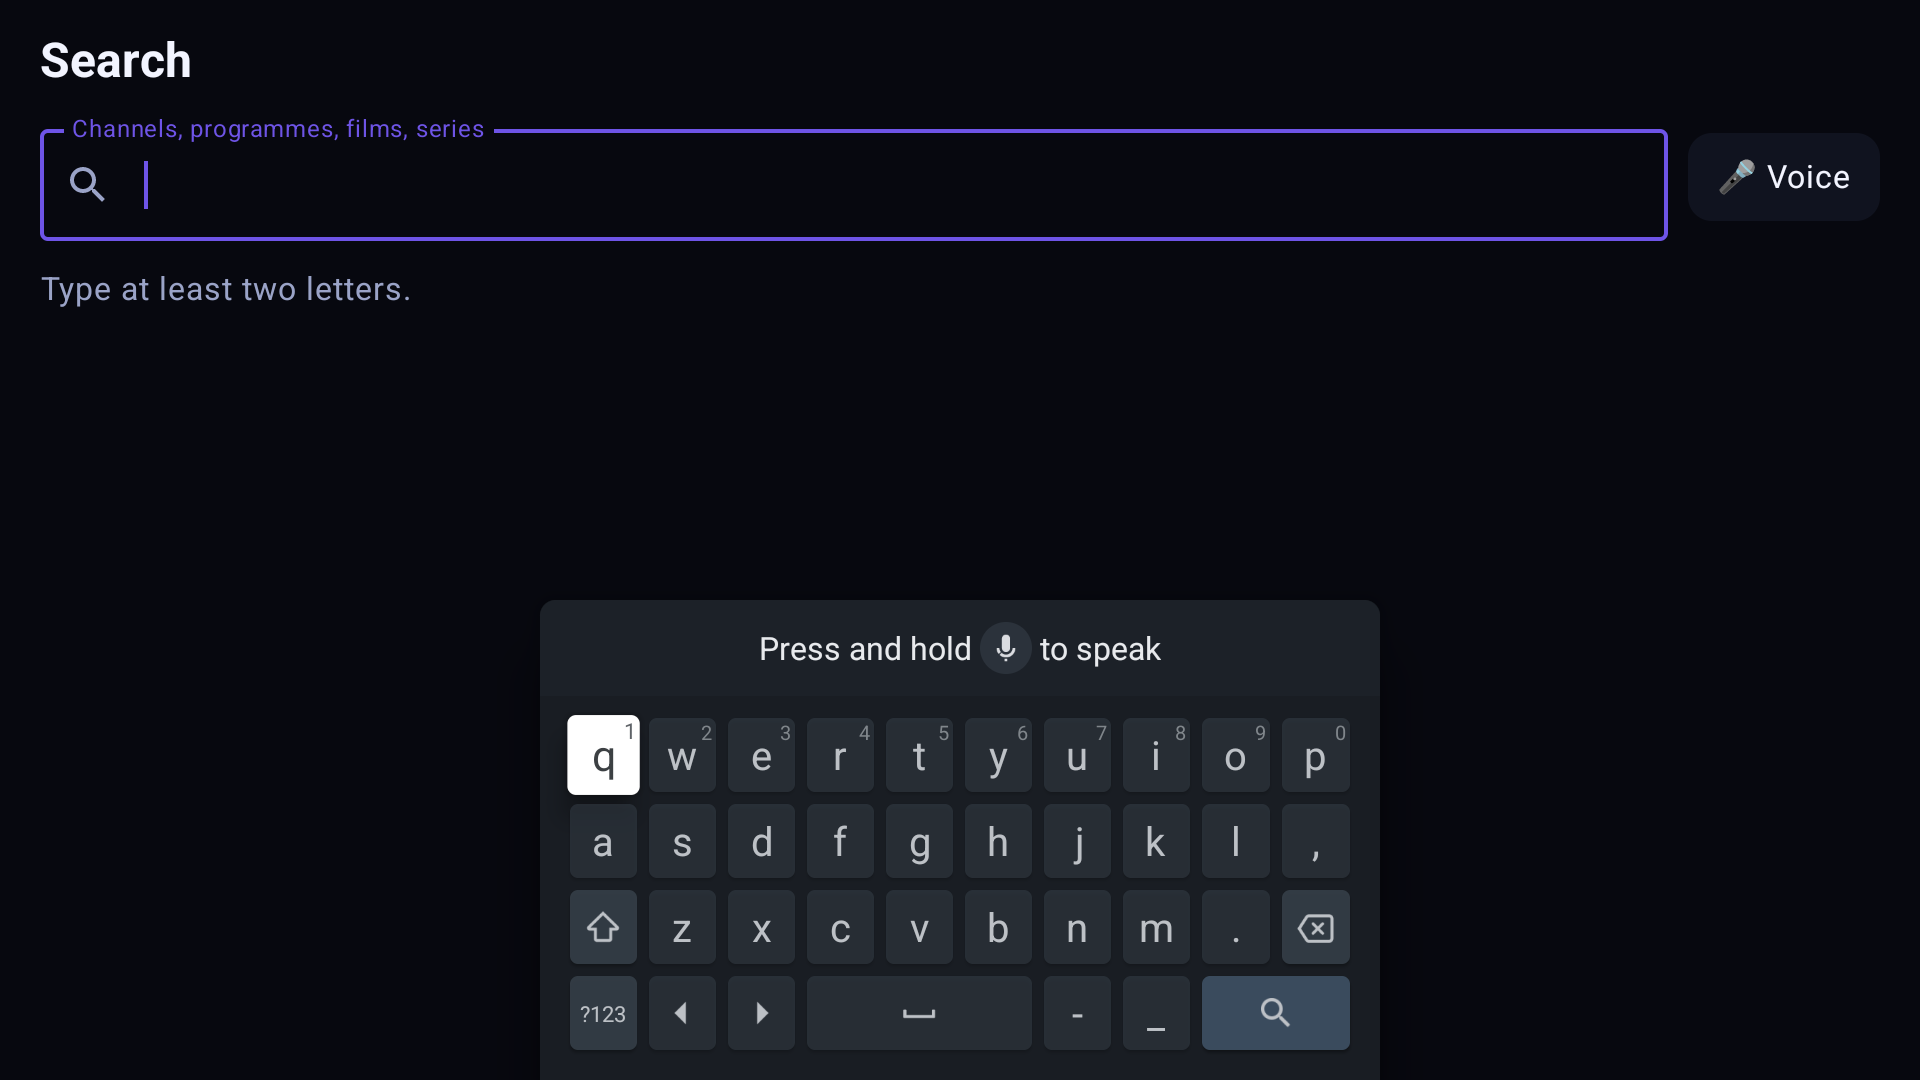 Search
Channels, programmes, films, series
Voice
Type at least two letters.
Press and hold to speak
q 1 w 2 e 3 r 4 t 5 y 6 u 7 i 8 o 9 p 0
a s d f g h j k l ,
z x c v b n m .
?123 - _